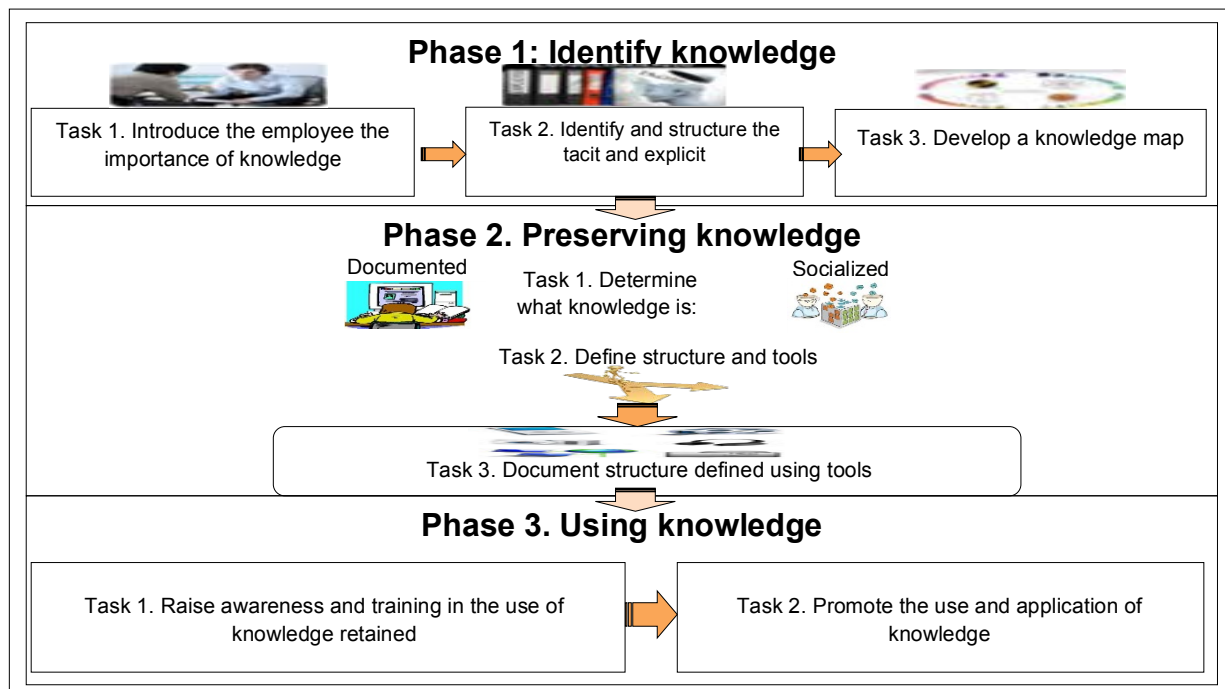 Phase 1: Identify knowledge
Task 1. Introduce the employee the
importance of knowledge
Task 2. Identify and structure the
tacit and explicit
Task 3. Develop a knowledge map
Phase 2. Preserving knowledge
Documented
Task 1. Determine
what knowledge is:
Socialized
Task 2. Define structure and tools
Task 3. Document structure defined using tools
Phase 3. Using knowledge
Task 1. Raise awareness and training in the use of
knowledge retained
Task 2. Promote the use and application of
knowledge